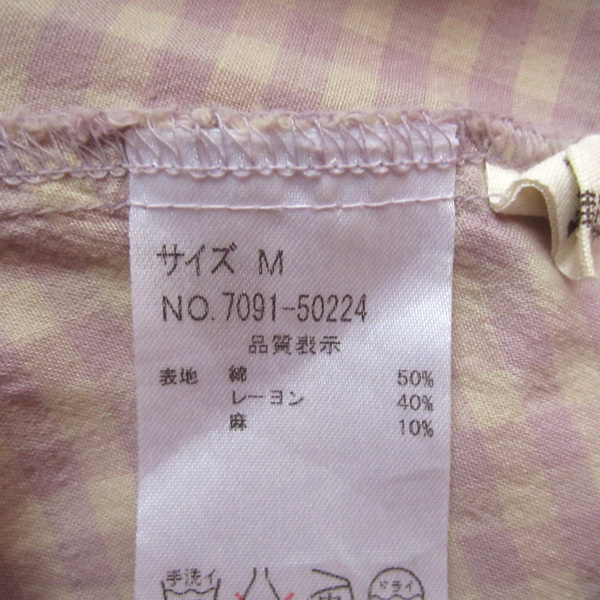 サイズ M
NO.7091-50224
品質表示
表地 綿 50%
レーヨン 40%
麻 10%
手洗イ 中 ドライ